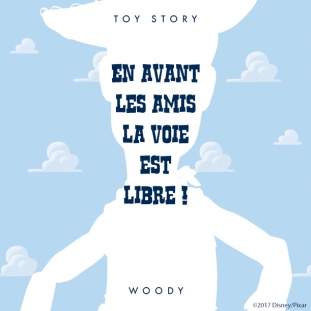 TOY STORY
EN AVANT
LES AMIS
LA VOIE
EST
LIBRE !
WOODY
©2017 Disney/Pixar